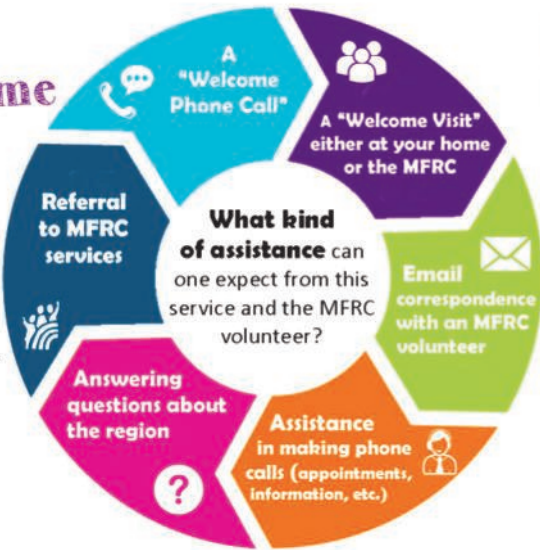 A
"Welcome
Phone Call"
A "Welcome Visit"
either at your home
or the MFRC
Email
correspondence
with an MFRC
volunteer
Assistance
in making phone
calls (appointments,
information, etc.)
Answering
questions about
the region
?
Referral
to MFRC
services
What kind
of assistance can
one expect from this
service and the MFRC
volunteer?